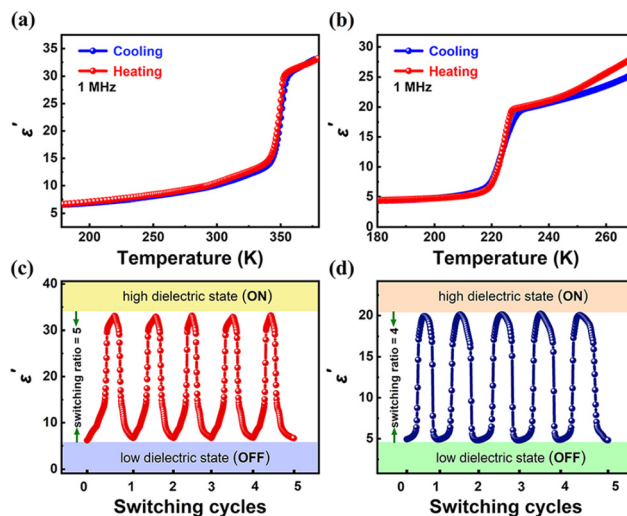 (a)
35
30
25
20
15
10
5
ε'
Cooling
Heating
1 MHz
200 250 300 350
Temperature (K)
(b)
30
25
20
15
10
5
0
ε'
Cooling
Heating
1 MHz
180 200 220 240 260
Temperature (K)
(c)
40
30
20
10
0
ε'
high dielectric state (ON)
switching ratio = 5
low dielectric state (OFF)
0 1 2 3 4 5
Switching cycles
(d)
25
20
15
10
5
0
ε'
high dielectric state (ON)
switching ratio = 4
low dielectric state (OFF)
0 1 2 3 4 5
Switching cycles